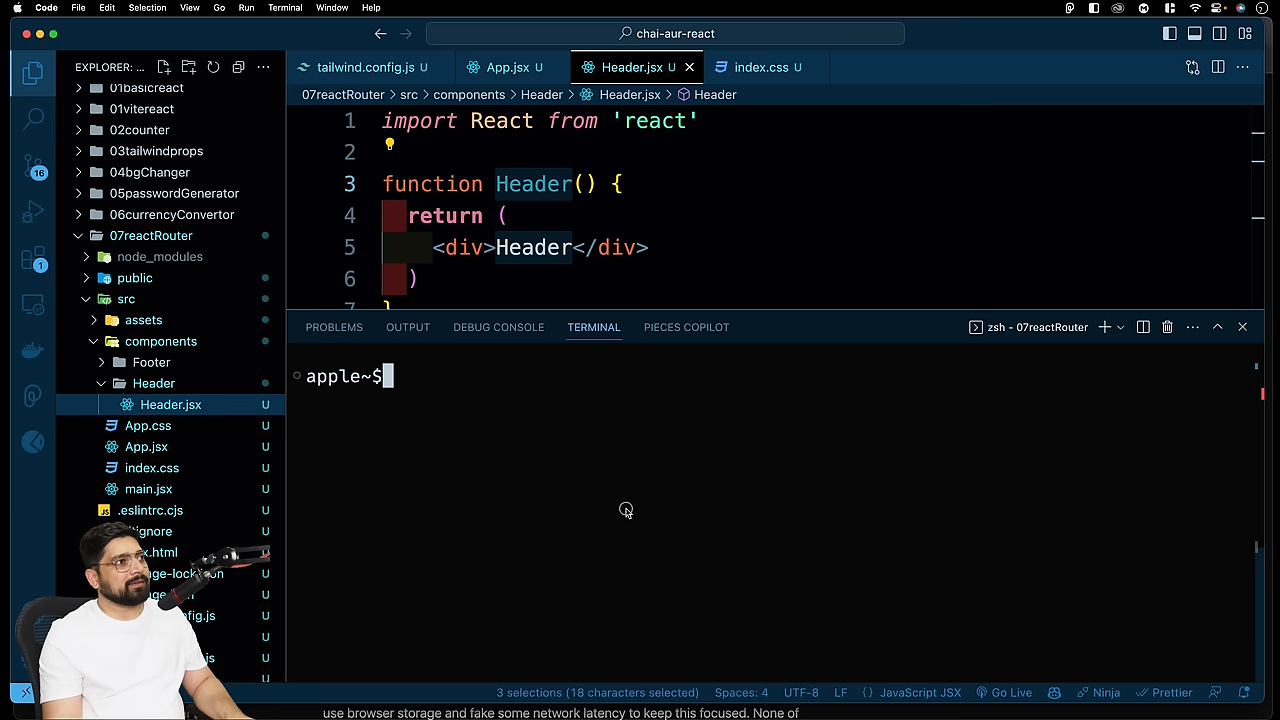 Code File Edit Selection View Go Run Terminal Window Help
chai-aur-react
EXPLORER: ...
01basicreact
01vitereact
02counter
03tailwindprops
04bgChanger
05passwordGenerator
06currencyConvertor
07reactRouter
node_modules
public
src
assets
components
Footer
Header
Header.jsx U
App.css U
App.jsx U
index.css U
main.jsx U
.eslintrc.cjs U
U
U
U
U
U
U
U
16
1
tailwind.config.js U
App.jsx U
Header.jsx U
index.css U
07reactRouter > src > components > Header > Header.jsx > Header
1 import React from 'react'
2
3 function Header() {
4 return (
5 <div>Header</div>
6 )
7 }
PROBLEMS OUTPUT DEBUG CONSOLE TERMINAL PIECES COPILOT
zsh - 07reactRouter
apple~$
3 selections (18 characters selected) Spaces: 4 UTF-8 LF {} JavaScript JSX Go Live Ninja Prettier
use browser storage and fake some network latency to keep this focused. None of